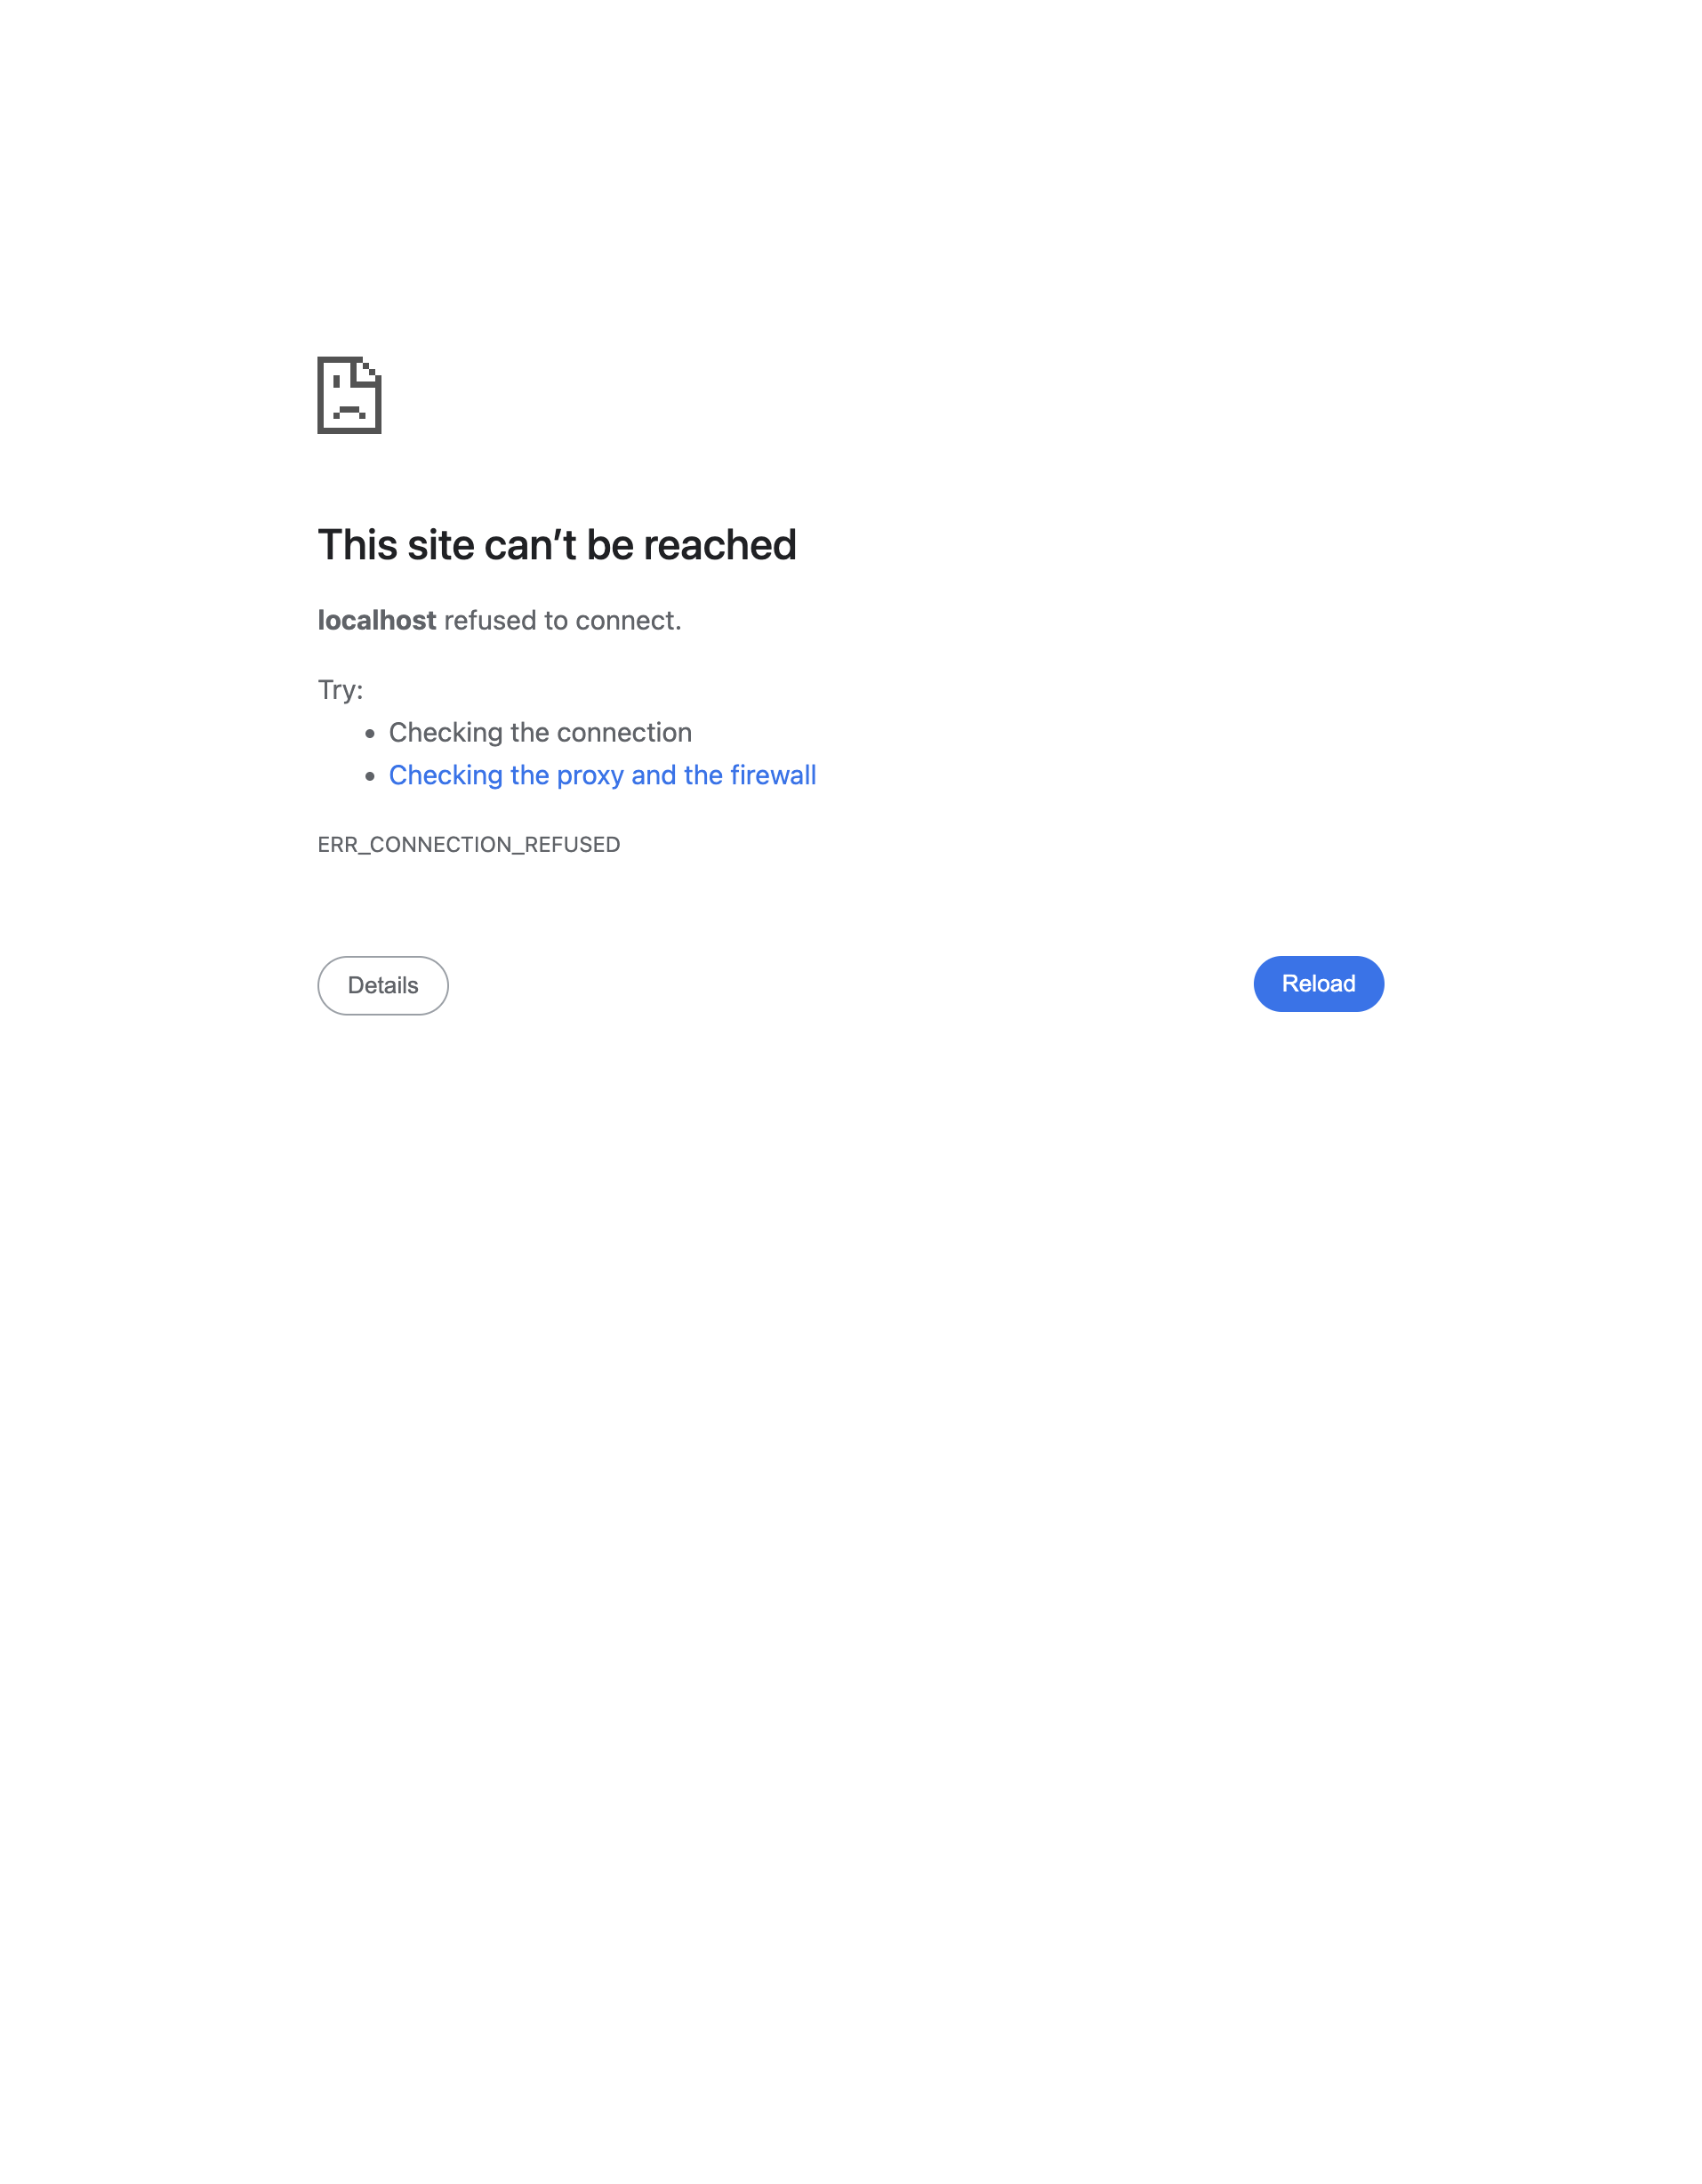 This site can’t be reached
localhost refused to connect.
Try:
• Checking the connection
• Checking the proxy and the firewall
ERR_CONNECTION_REFUSED
Details
Reload